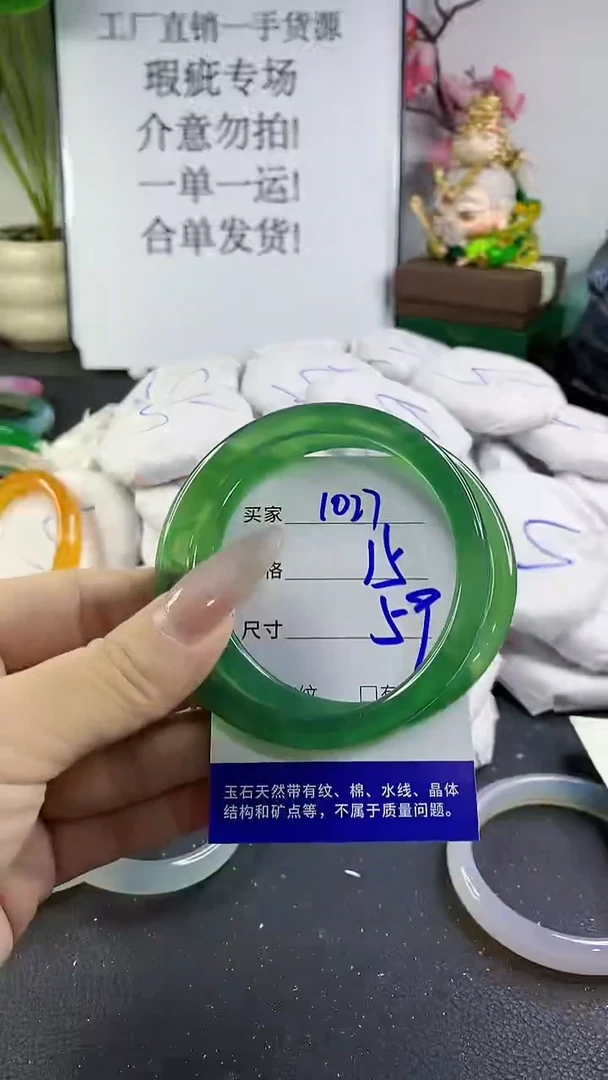 工厂直销一手货源
瑕疵专场
介意勿拍!
一单一运!
合单发货!
买家 1027
格 15
尺寸 59
纹 □有
玉石天然带有纹、棉、水线、晶体
结构和矿点等，不属于质量问题。